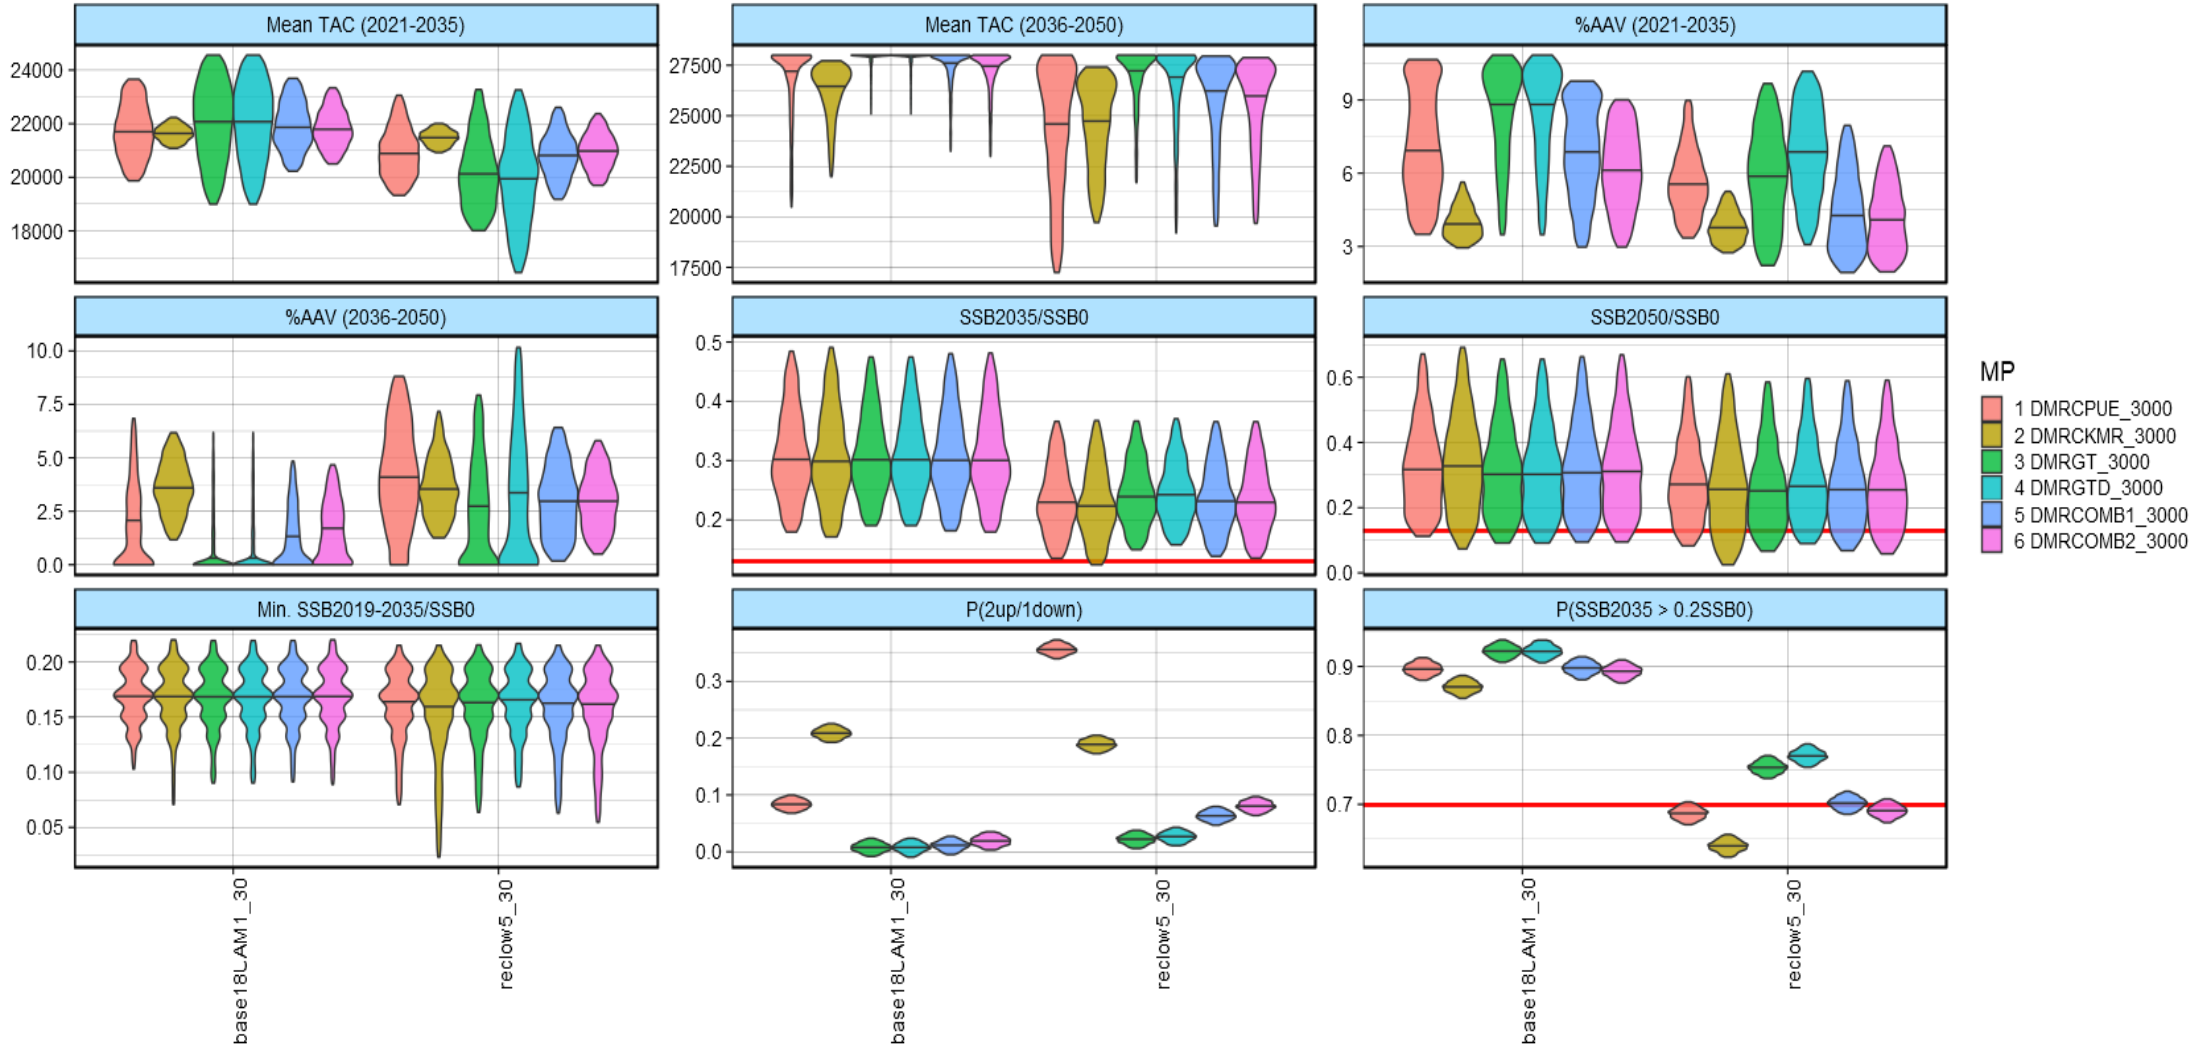 Mean TAC (2021-2035)
Mean TAC (2036-2050)
%AAV (2021-2035)
24000
22000
20000
18000
27500
25000
22500
20000
17500
9
6
3
%AAV (2036-2050)
SSB2035/SSB0
SSB2050/SSB0
10.0
7.5
5.0
2.5
0.0
0.5
0.4
0.3
0.2
0.6
0.4
0.2
0.0
Min. SSB2019-2035/SSB0
P(2up/1down)
P(SSB2035 > 0.2SSB0)
0.20
0.15
0.10
0.05
0.3
0.2
0.1
0.0
0.9
0.8
0.7
base18LAM1_30
reclow5_30
base18LAM1_30
reclow5_30
base18LAM1_30
reclow5_30
MP
1 DMRCPUE_3000
2 DMRCKMR_3000
3 DMRGT_3000
4 DMRGTD_3000
5 DMRCOMB1_3000
6 DMRCOMB2_3000